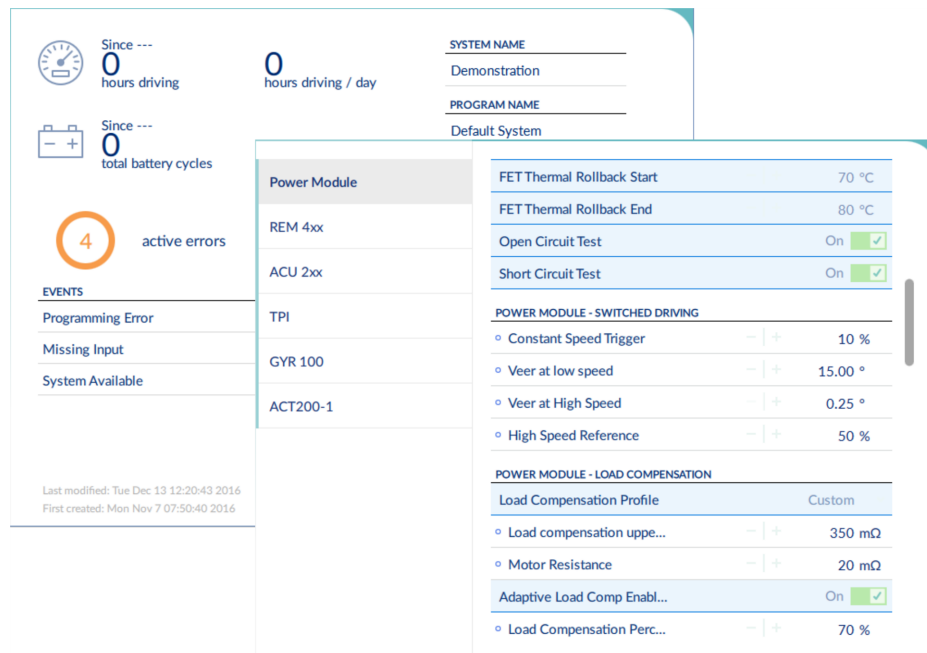 Since ---
0
hours driving
0
hours driving / day
SYSTEM NAME
Demonstration
PROGRAM NAME
Default System
Since ---
0
total battery cycles
4
active errors
EVENTS
Programming Error
Missing Input
System Available
Last modified: Tue Dec 13 12:20:43 2016
First created: Mon Nov 7 07:50:40 2016
Power Module
REM 4xx
ACU 2xx
TPI
GYR 100
ACT200-1
FET Thermal Rollback Start 70 °C
FET Thermal Rollback End 80 °C
Open Circuit Test On
Short Circuit Test On
POWER MODULE - SWITCHED DRIVING
Constant Speed Trigger 10 %
Veer at low speed 15.00 °
Veer at High Speed 0.25 °
High Speed Reference 50 %
POWER MODULE - LOAD COMPENSATION
Load Compensation Profile Custom
Load compensation uppe... 350 mΩ
Motor Resistance 20 mΩ
Adaptive Load Comp Enabl... On
Load Compensation Perc... 70 %